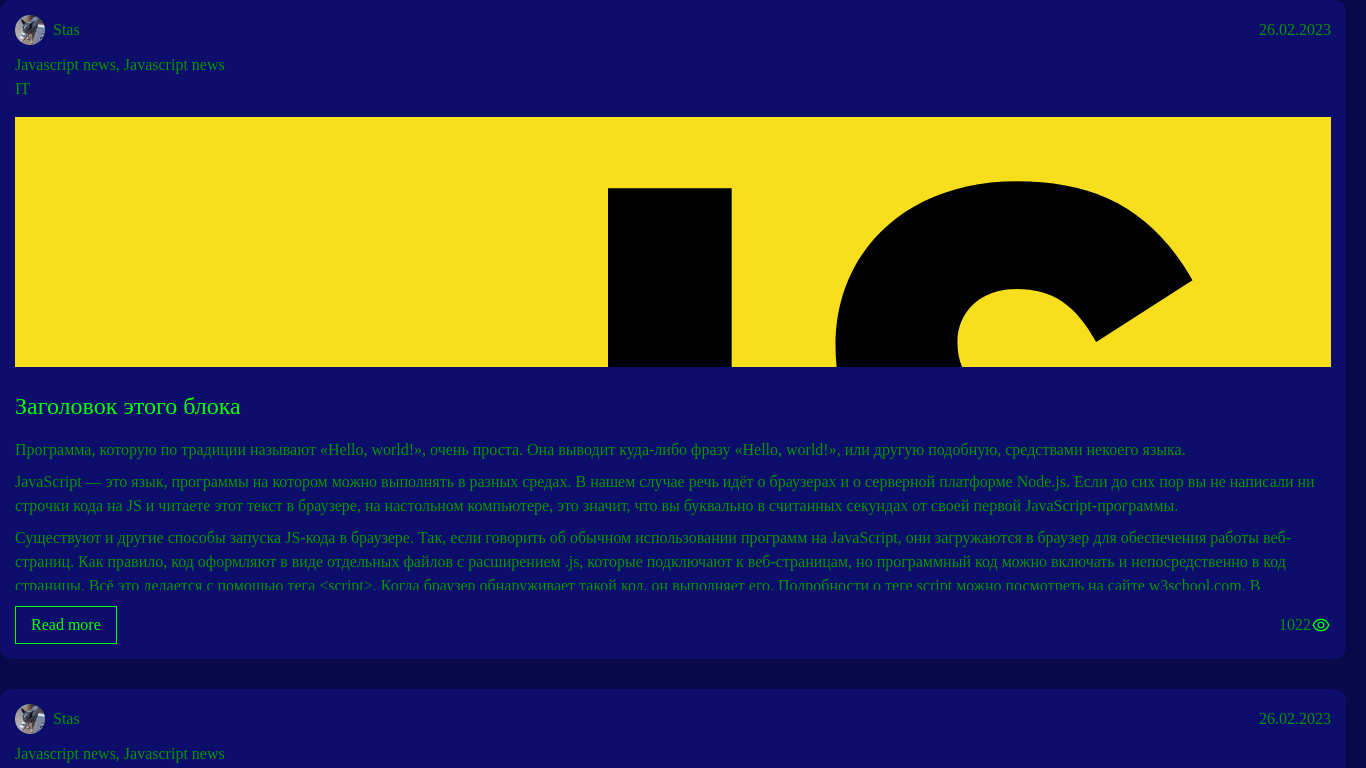 Stas
26.02.2023
Javascript news, Javascript news
IT
JS
Заголовок этого блока
Программа, которую по традиции называют «Hello, world!», очень проста. Она выводит куда-либо фразу «Hello, world!», или другую подобную, средствами некоего языка.
JavaScript — это язык, программы на котором можно выполнять в разных средах. В нашем случае речь идёт о браузерах и о серверной платформе Node.js. Если до сих пор вы не написали ни
строчки кода на JS и читаете этот текст в браузере, на настольном компьютере, это значит, что вы буквально в считанных секундах от своей первой JavaScript-программы.
Существуют и другие способы запуска JS-кода в браузере. Так, если говорить об обычном использовании программ на JavaScript, они загружаются в браузер для обеспечения работы веб-
страниц. Как правило, код оформляют в виде отдельных файлов с расширением .js, которые подключают к веб-страницам, но программный код можно включать и непосредственно в код
страницы. Всё это делается с помощью тега <script>. Когда браузер обнаруживает такой код, он выполняет его. Подробности о теге script можно посмотреть на сайте w3school.com. В
Read more
1022
Stas
26.02.2023
Javascript news, Javascript news